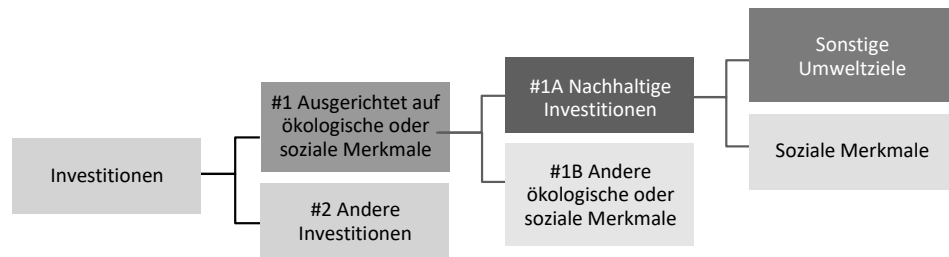 Investitionen
#1 Ausgerichtet auf
ökologische oder
soziale Merkmale
#2 Andere
Investitionen
#1A Nachhaltige
Investitionen
#1B Andere
ökologische oder
soziale Merkmale
Sonstige
Umweltziele
Soziale Merkmale